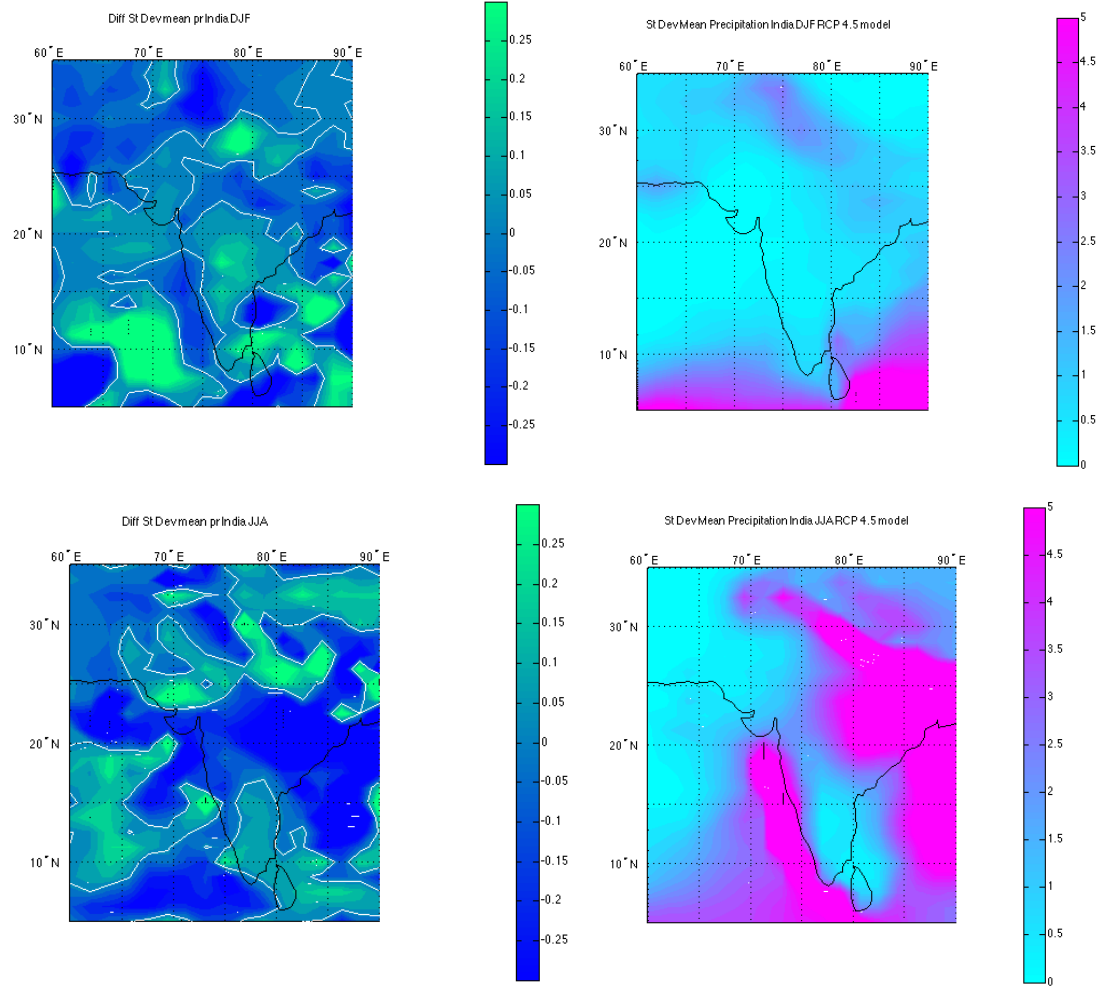 Diff St Dev mean pr India DJF
60˚E 70˚E 80˚E 90˚E
30˚N
20˚N
10˚N
0.25
0.2
0.15
0.1
0.05
0
-0.05
-0.1
-0.15
-0.2
-0.25
St Dev Mean Precipitation India DJF RCP 4.5 model
60˚E 70˚E 80˚E 90˚E
30˚N
20˚N
10˚N
5
4.5
4
3.5
3
2.5
2
1.5
1
0.5
0
Diff St Dev mean pr India JJA
60˚E 70˚E 80˚E 90˚E
30˚N
20˚N
10˚N
0.25
0.2
0.15
0.1
0.05
0
-0.05
-0.1
-0.15
-0.2
-0.25
St Dev Mean Precipitation India JJA RCP 4.5 model
60˚E 70˚E 80˚E 90˚E
30˚N
20˚N
10˚N
5
4.5
4
3.5
3
2.5
2
1.5
1
0.5
0